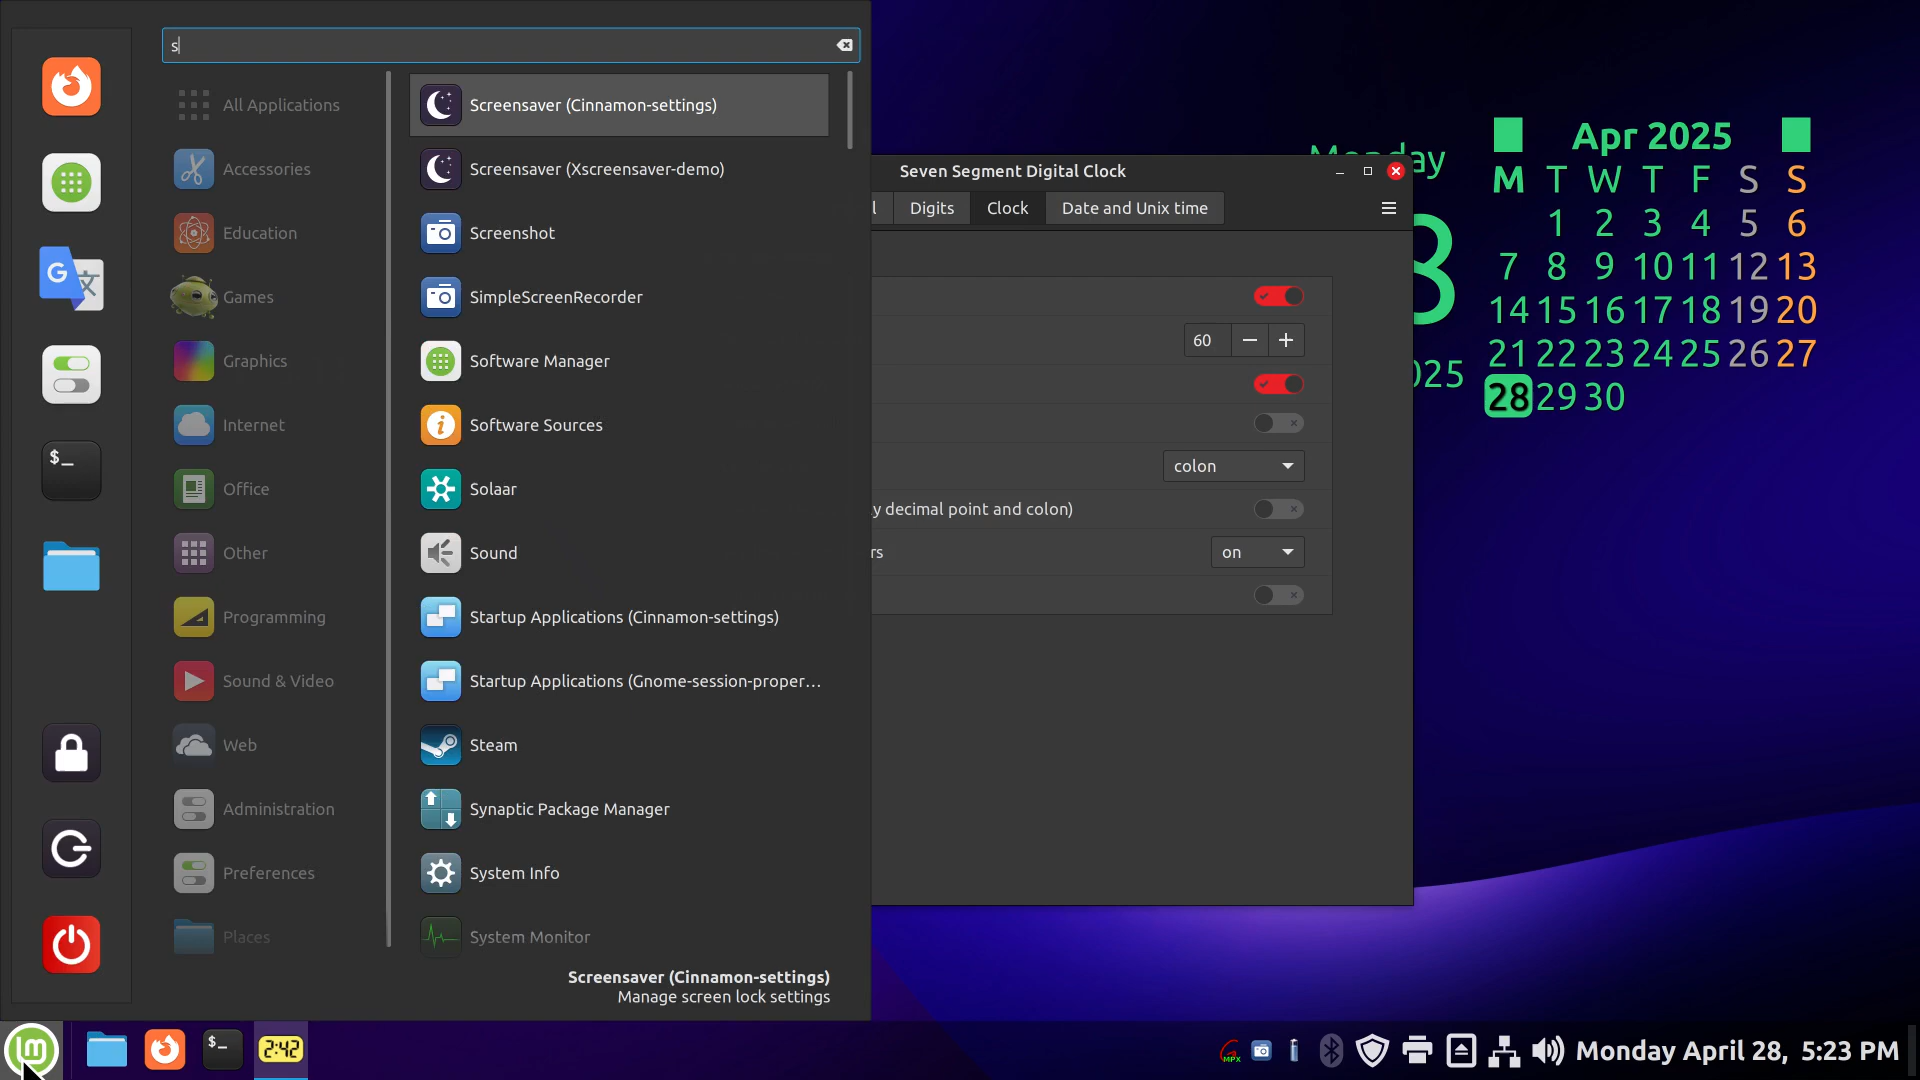 s
All Applications
Accessories
Education
Games
Graphics
Internet
Office
Other
Programming
Sound & Video
Web
Administration
Preferences
Places
Screensaver (Cinnamon-settings)
Screensaver (Xscreensaver-demo)
Screenshot
SimpleScreenRecorder
Software Manager
Software Sources
Solaar
Sound
Startup Applications (Cinnamon-settings)
Startup Applications (Gnome-session-proper...
Steam
Synaptic Package Manager
System Info
System Monitor
Screensaver (Cinnamon-settings)
Manage screen lock settings
Seven Segment Digital Clock
Digits Clock Date and Unix time
60
colon
y decimal point and colon)
rs on
Monday
8
025
Apr 2025
M T W T F S S
1 2 3 4 5 6
7 8 9 10 11 12 13
14 15 16 17 18 19 20
21 22 23 24 25 26 27
28 29 30
$_
G
$_
2:42
MPX
Monday April 28, 5:23 PM